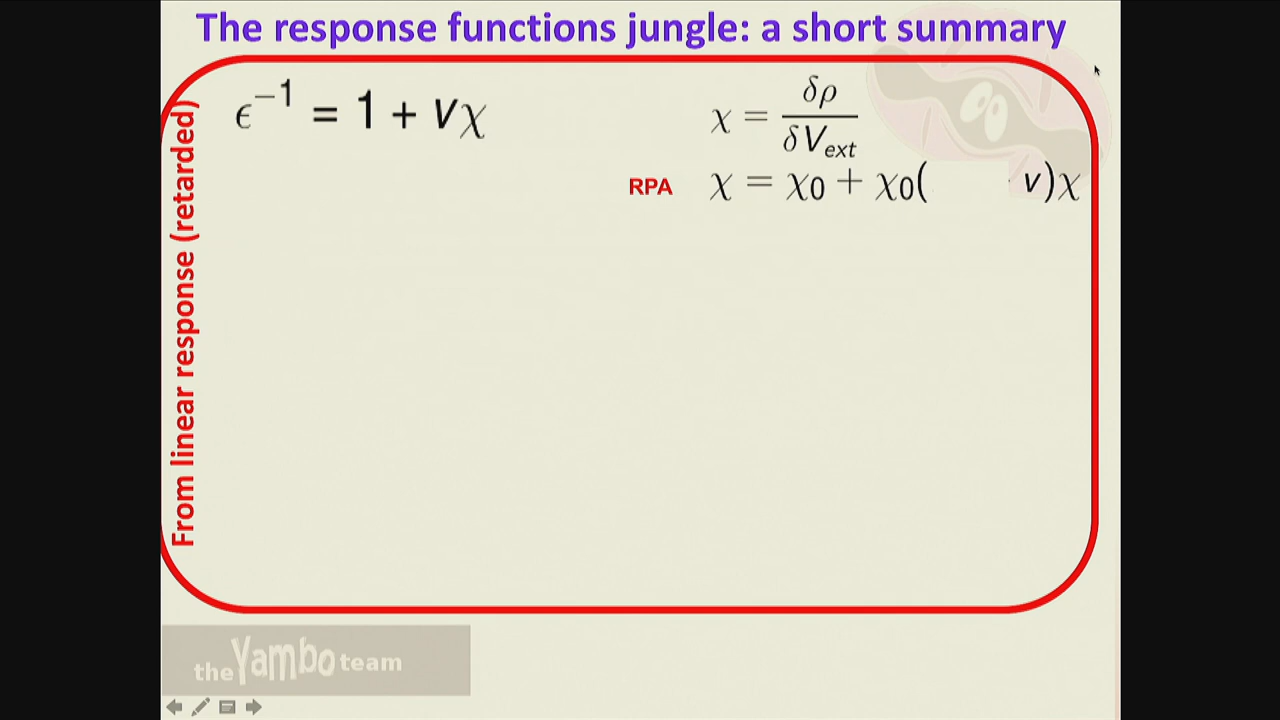 The response functions jungle: a short summary
From linear response (retarded)
ϵ⁻¹ = 1 + vχ
χ = δρ / δV_ext
RPA χ = χ₀ + χ₀( v)χ
the Yambo team